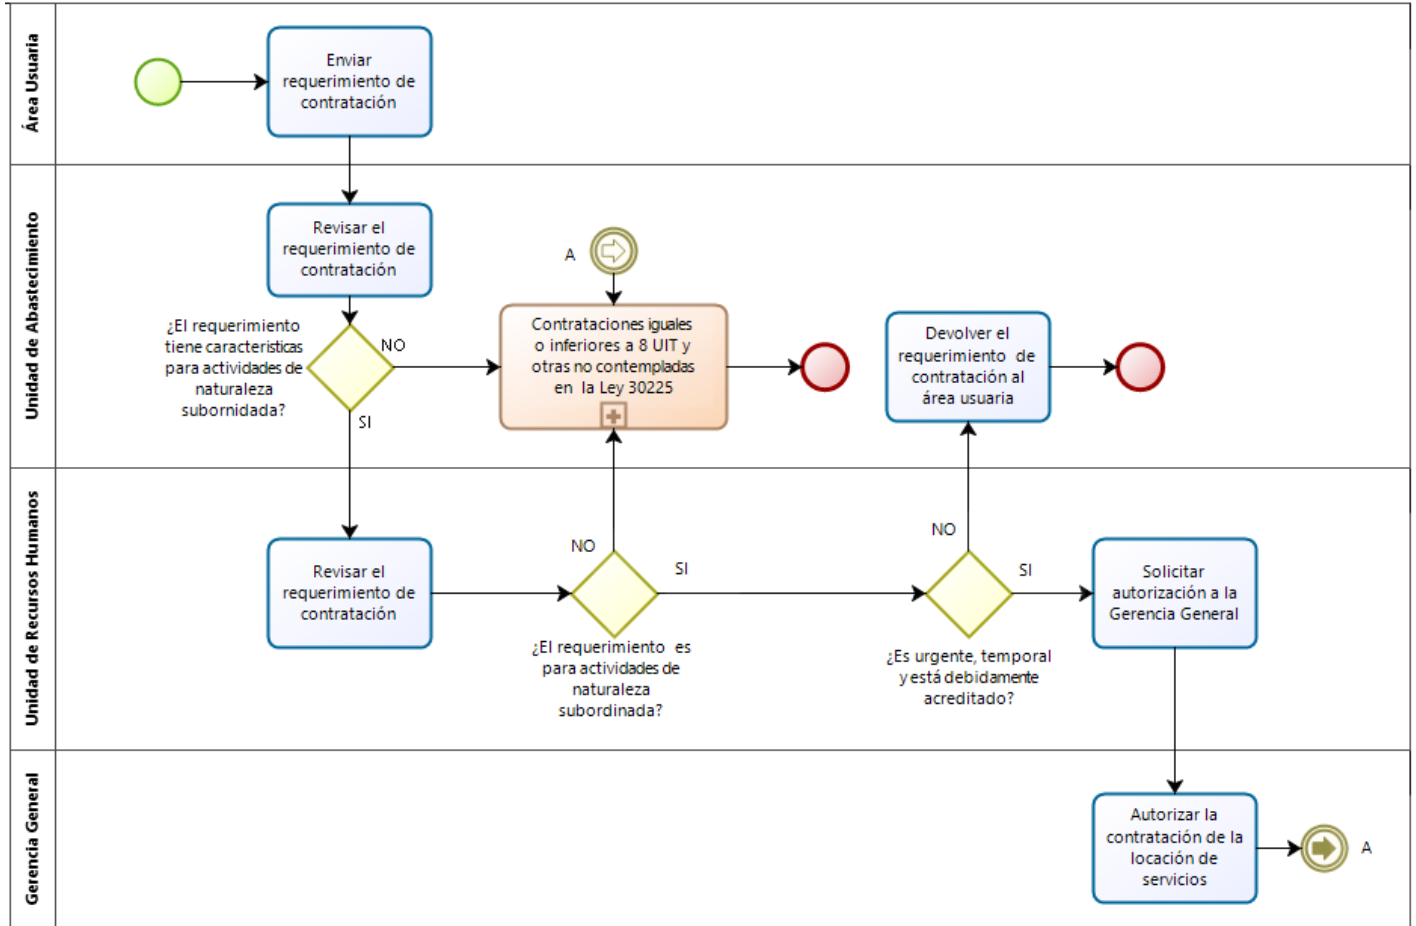 Área Usuaria
Enviar
requerimiento de
contratación
Unidad de Abastecimiento
Revisar el
requerimiento de
contratación
¿El requerimiento
tiene caracteristicas
para actividades de
naturaleza
subornidada?
NO
SI
A
Contrataciones iguales
o inferiores a 8 UIT y
otras no contempladas
en la Ley 30225
Devolver el
requerimiento de
contratación al
área usuaria
Unidad de Recursos Humanos
Revisar el
requerimiento de
contratación
NO
SI
¿El requerimiento es
para actividades de
naturaleza
subordinada?
NO
SI
¿Es urgente, temporal
y está debidamente
acreditado?
Solicitar
autorización a la
Gerencia General
Gerencia General
Autorizar la
contratación de la
locación de
servicios
A